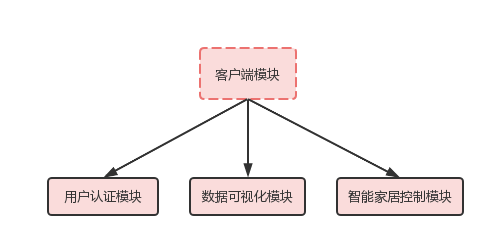 客户端模块
用户认证模块
数据可视化模块
智能家居控制模块